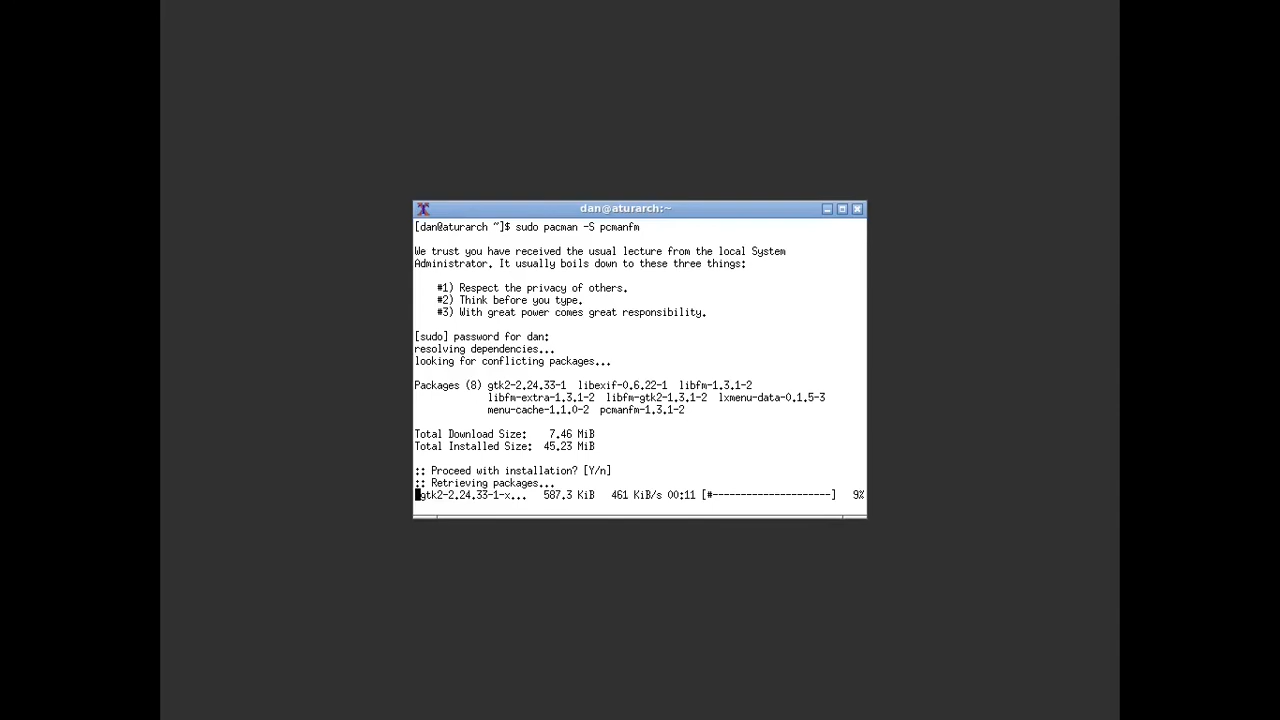 dan@aturarch:~
[dan@aturarch ~]$ sudo pacman -S pcmanfm
We trust you have received the usual lecture from the local System
Administrator. It usually boils down to these three things:
#1) Respect the privacy of others.
#2) Think before you type.
#3) With great power comes great responsibility.
[sudo] password for dan:
resolving dependencies...
looking for conflicting packages...
Packages (8) gtk2-2.24.33-1  libexif-0.6.22-1  libfm-1.3.1-2
libfm-extra-1.3.1-2  libfm-gtk2-1.3.1-2  lxmenu-data-0.1.5-3
menu-cache-1.1.0-2  pcmanfm-1.3.1-2
Total Download Size:   7.46 MiB
Total Installed Size:  45.23 MiB
:: Proceed with installation? [Y/n]
:: Retrieving packages...
gtk2-2.24.33-1-x...   587.3 KiB   461 KiB/s 00:11 [#---------------------]   9%